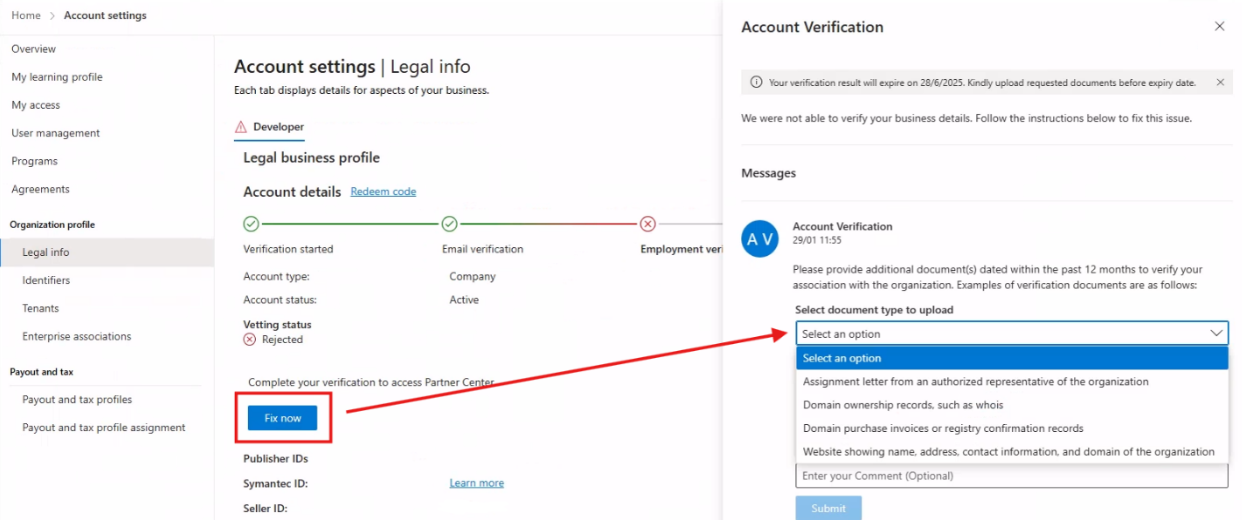 Home > Account settings
Overview
My learning profile
My access
User management
Programs
Agreements
Organization profile
Legal info
Identifiers
Tenants
Enterprise associations
Payout and tax
Payout and tax profiles
Payout and tax profile assignment
Account settings | Legal info
Each tab displays details for aspects of your business.
Developer
Legal business profile
Account details Redeem code
Verification started Email verification Employment veri
Account type: Company
Account status: Active
Vetting status
Rejected
Complete your verification to access Partner Center
Fix now
Publisher IDs
Symantec ID: Learn more
Seller ID:
Account Verification
Your verification result will expire on 28/6/2025. Kindly upload requested documents before expiry date.
We were not able to verify your business details. Follow the instructions below to fix this issue.
Messages
A V
Account Verification
29/01 11:55
Please provide additional document(s) dated within the past 12 months to verify your
association with the organization. Examples of verification documents are as follows:
Select document type to upload
Select an option
Select an option
Assignment letter from an authorized representative of the organization
Domain ownership records, such as whois
Domain purchase invoices or registry confirmation records
Website showing name, address, contact information, and domain of the organization
Enter your Comment (Optional)
Submit